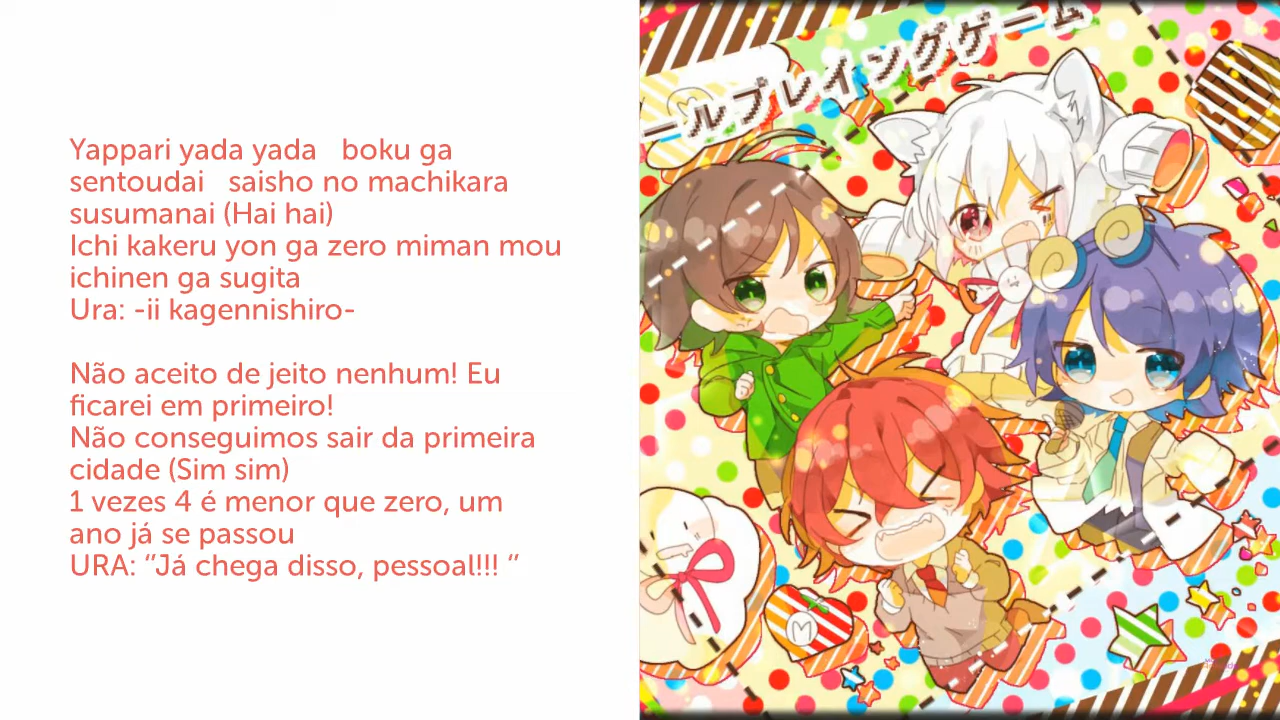 Yappari yada yada boku ga
sentoudai saisho no machikara
susumanai (Hai hai)
Ichi kakeru yon ga zero miman mou
ichinen ga sugita
Ura: -ii kagennishiro-
Não aceito de jeito nenhum! Eu
ficarei em primeiro!
Não conseguimos sair da primeira
cidade (Sim sim)
1 vezes 4 é menor que zero, um
ano já se passou
URA: “Já chega disso, pessoal!!! ”
ールプレイングゲーム
M